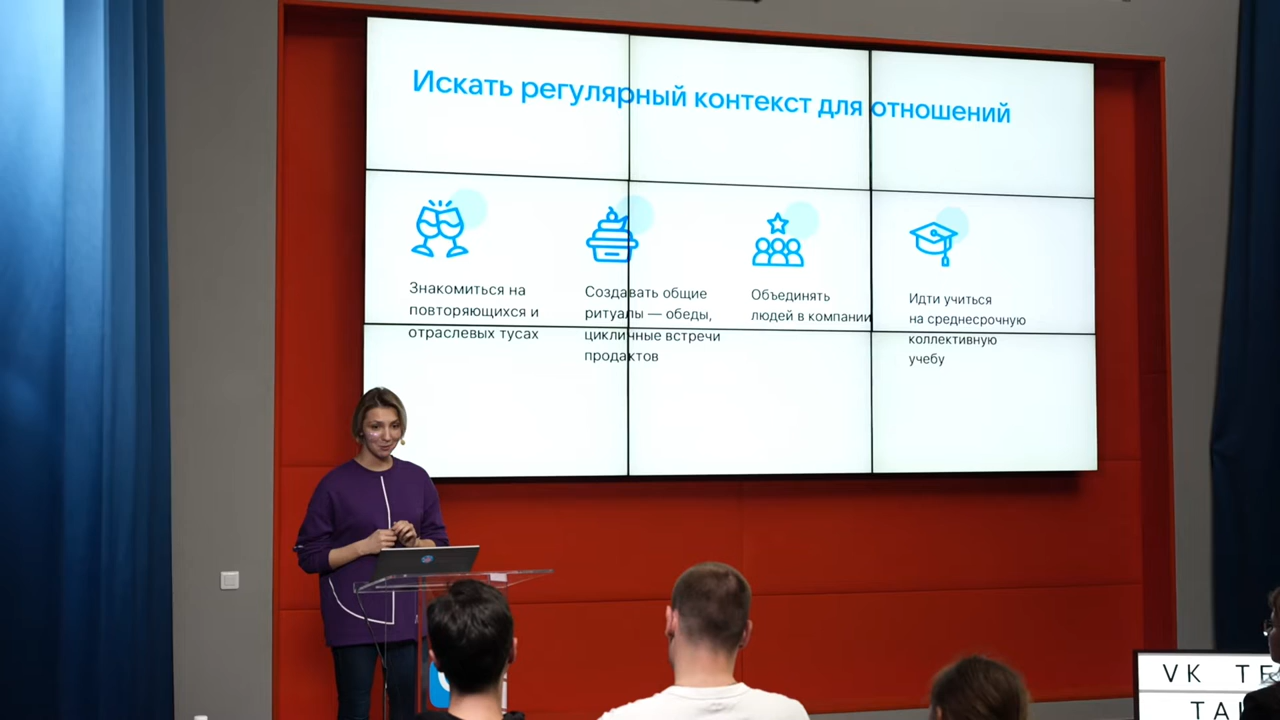 Искать регулярный контекст для отношений
Знакомиться на
повторяющихся и
отраслевых тусах
Создавать общие
ритуалы — обеды,
цикличные встречи
продактов
Объединять
людей в компании
Идти учиться
на среднесрочную
коллективную
учебу
VK TE
TAL